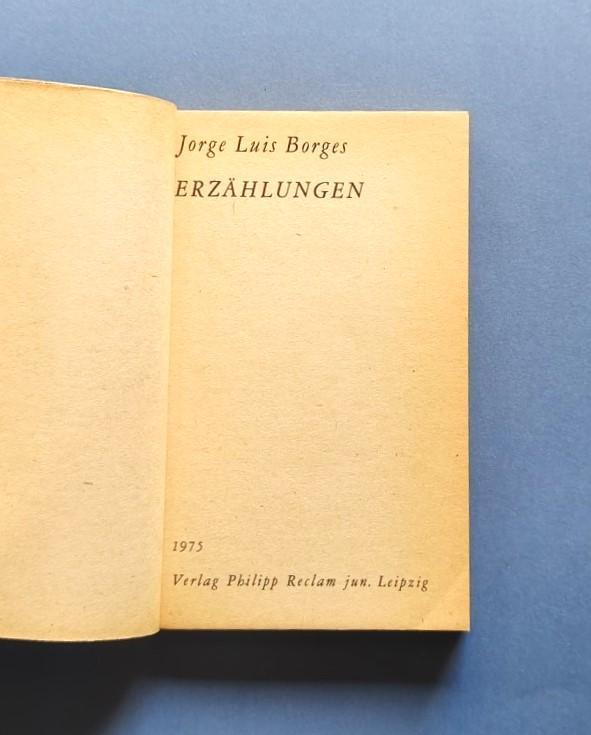 Jorge Luis Borges
ERZÄHLUNGEN
1975
Verlag Philipp Reclam jun. Leipzig